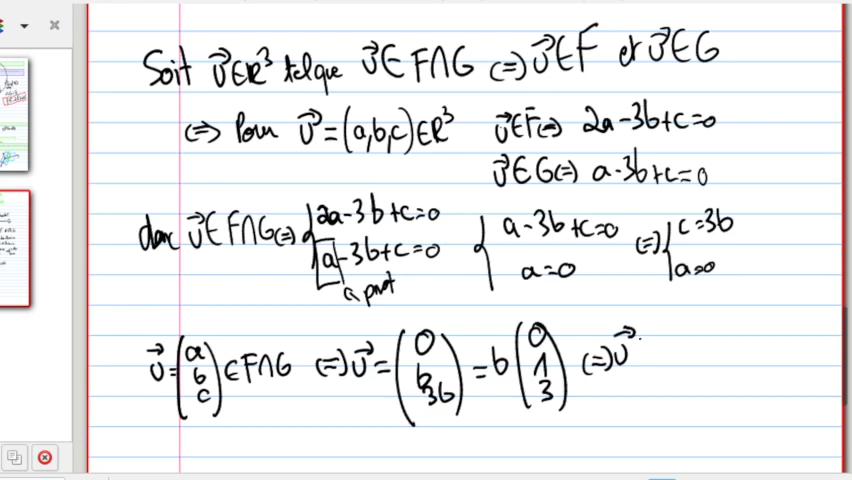 Soit v⃗∈R³ tel que v⃗∈F∩G ⇔ v⃗∈F et v⃗∈G
⇔ Pour v⃗=(a,b,c)∈R³ v⃗∈F⇔ 2a-3b+c=0
v⃗∈G⇔ a-3b+c=0
donc v⃗∈F∩G⇔ { 2a-3b+c=0 { a-3b+c=0 ⇔ { c=3b
a-3b+c=0 a=0 a=0
a pivot
v⃗ = (a b c) ∈F∩G ⇔ v⃗ = (0 b 3b) = b (0 1 3) ⇔ v⃗